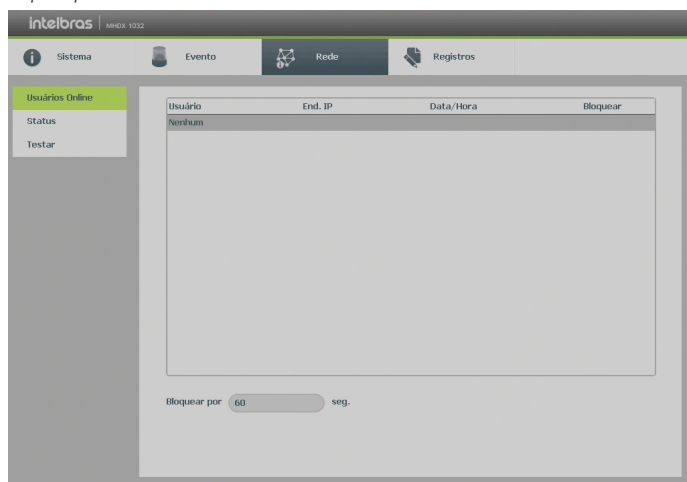 intelbras | MHDX 1032
Sistema Evento Rede Registros
Usuários Online
Status
Testar
Usuário End. IP Data/Hora Bloquear
Nenhum
Bloquear por 60 seg.